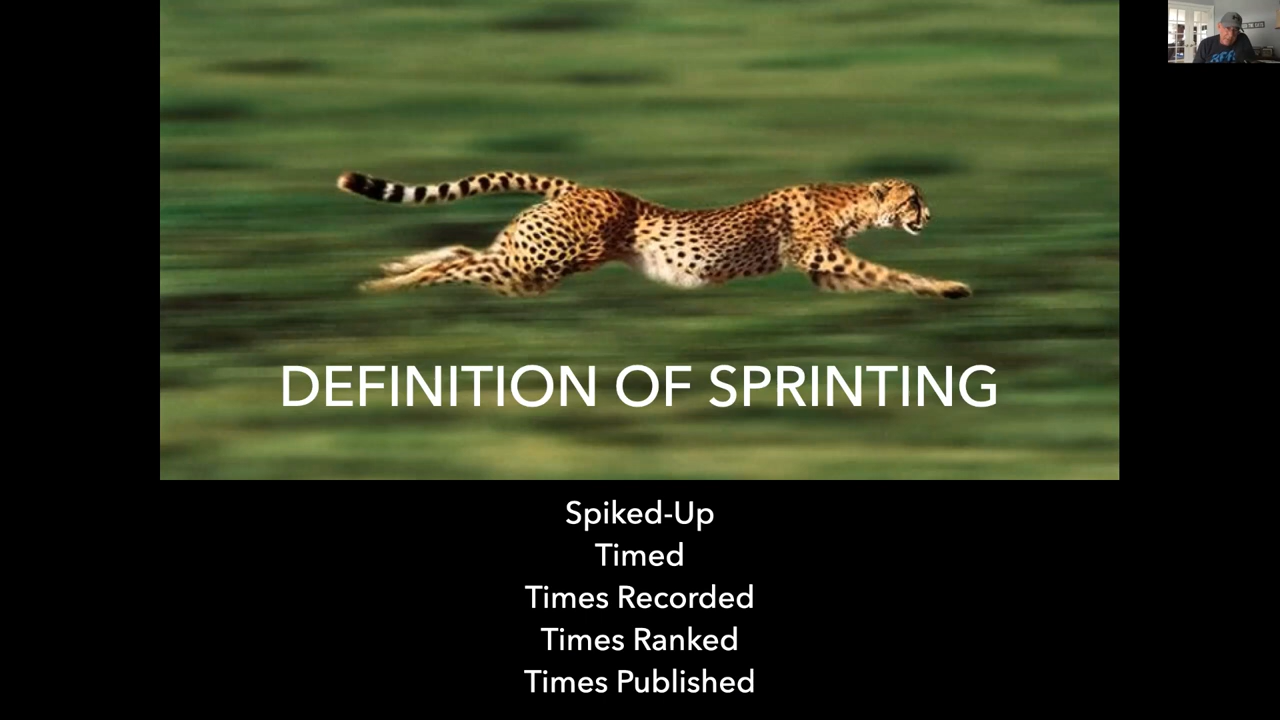 DEFINITION OF SPRINTING
Spiked-Up
Timed
Times Recorded
Times Ranked
Times Published